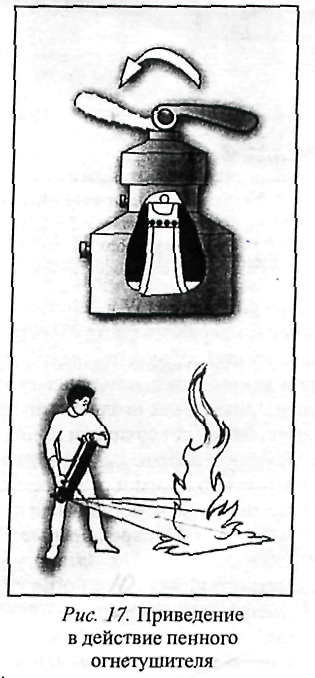 Рис. 17. Приведение
в действие пенного
огнетушителя